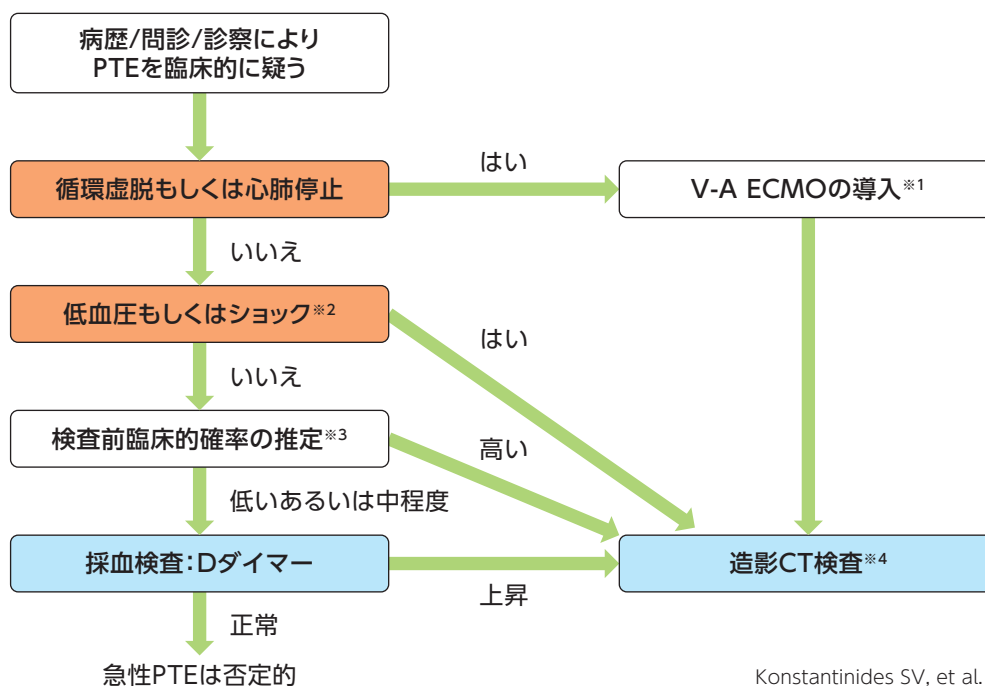 病歴/問診/診察により
PTEを臨床的に疑う
循環虚脱もしくは心肺停止
はい
V-A ECMOの導入※1
いいえ
低血圧もしくはショック※2
はい
いいえ
検査前臨床的確率の推定※3
高い
低いあるいは中程度
採血検査:Dダイマー
上昇
造影CT検査※4
正常
急性PTEは否定的
Konstantinides SV, et al.